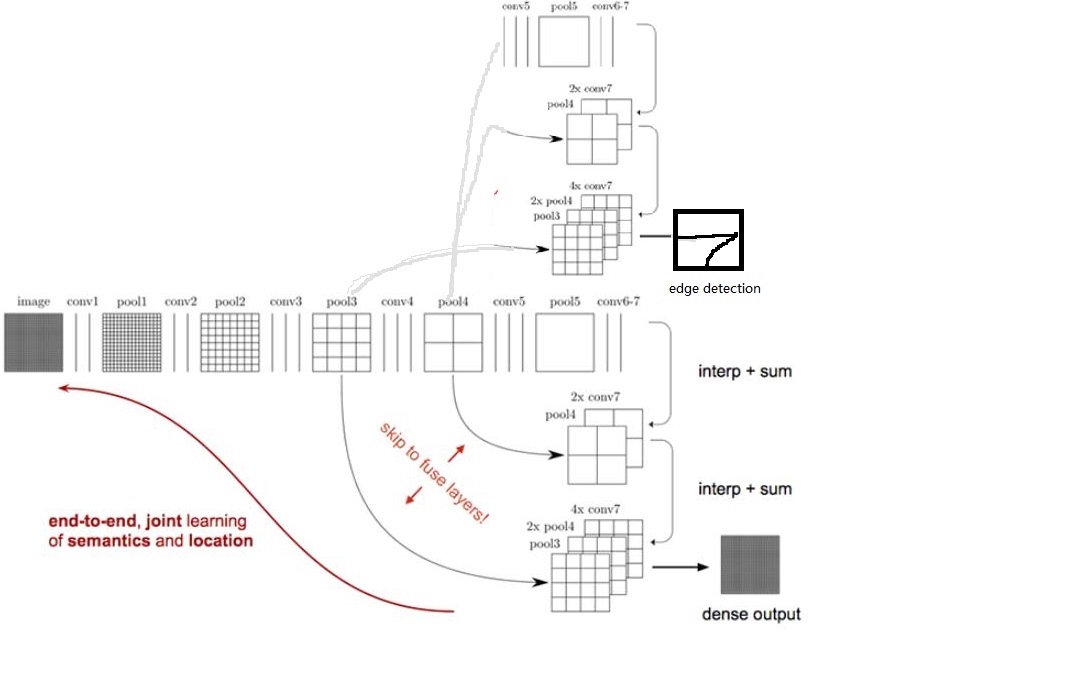 conv5 pool5 conv6-7
2x conv7
pool4
4x conv7
2x pool4
pool3
edge detection
image conv1 pool1 conv2 pool2 conv3 pool3 conv4 pool4 conv5 pool5 conv6-7
interp + sum
2x conv7
pool4
skip to fuse layers!
interp + sum
end-to-end, joint learning
of semantics and location
4x conv7
2x pool4
pool3
dense output